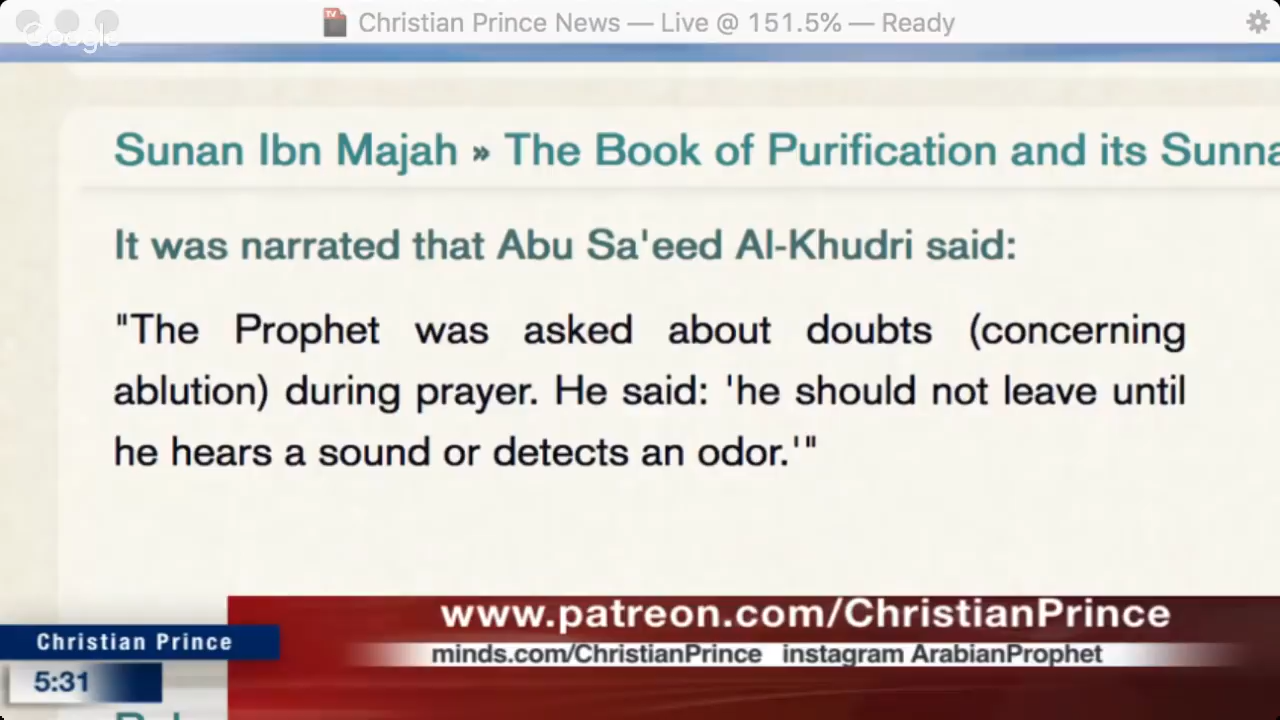 Christian Prince News — Live @ 151.5% — Ready
Google
Sunan Ibn Majah » The Book of Purification and its Sunna
It was narrated that Abu Sa'eed Al-Khudri said:
"The Prophet was asked about doubts (concerning
ablution) during prayer. He said: 'he should not leave until
he hears a sound or detects an odor.'"
www.patreon.com/ChristianPrince
Christian Prince
minds.com/ChristianPrince instagram ArabianProphet
5:31